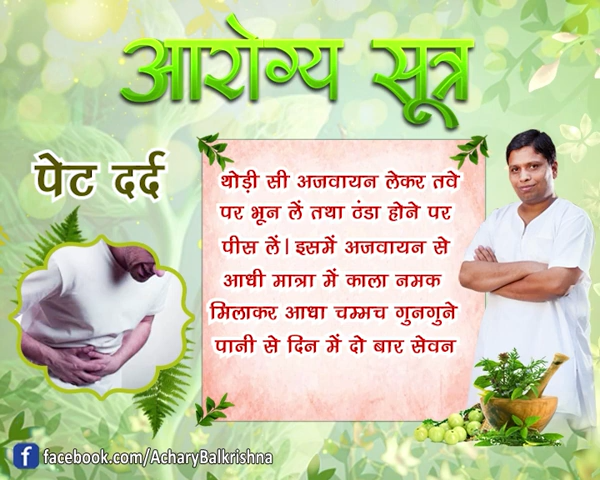 आरोग्य सूत्र
पेट दर्द
थोड़ी सी अजवायन लेकर तवे
पर भून लें तथा ठंडा होने पर
पीस लें। इसमें अजवायन से
आधी मात्रा में काला नमक
मिलाकर आधा चम्मच गुनगुने
पानी से दिन में दो बार सेवन
facebook.com/AcharyBalkrishna